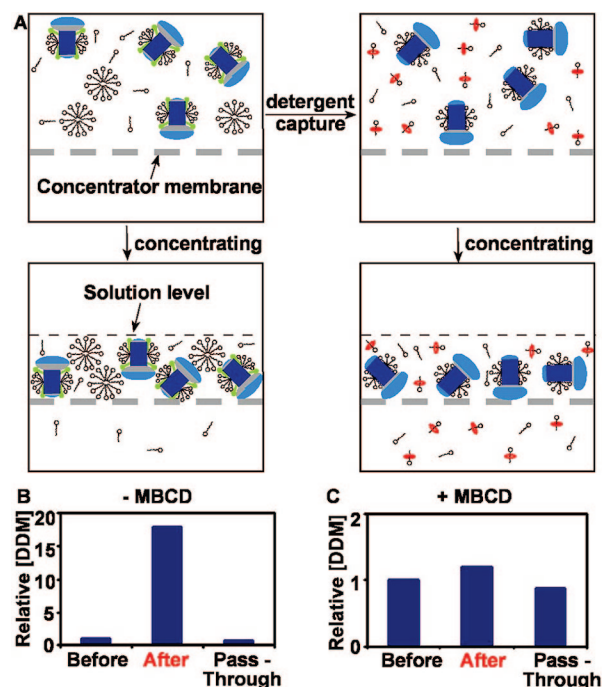 A
detergent
capture
Concentrator membrane
concentrating
concentrating
Solution level
B
- MBCD
Relative [DDM]
20
15
10
5
0
Before
After
Pass -
Through
C
+ MBCD
Relative [DDM]
2
1
0
Before
After
Pass -
Through